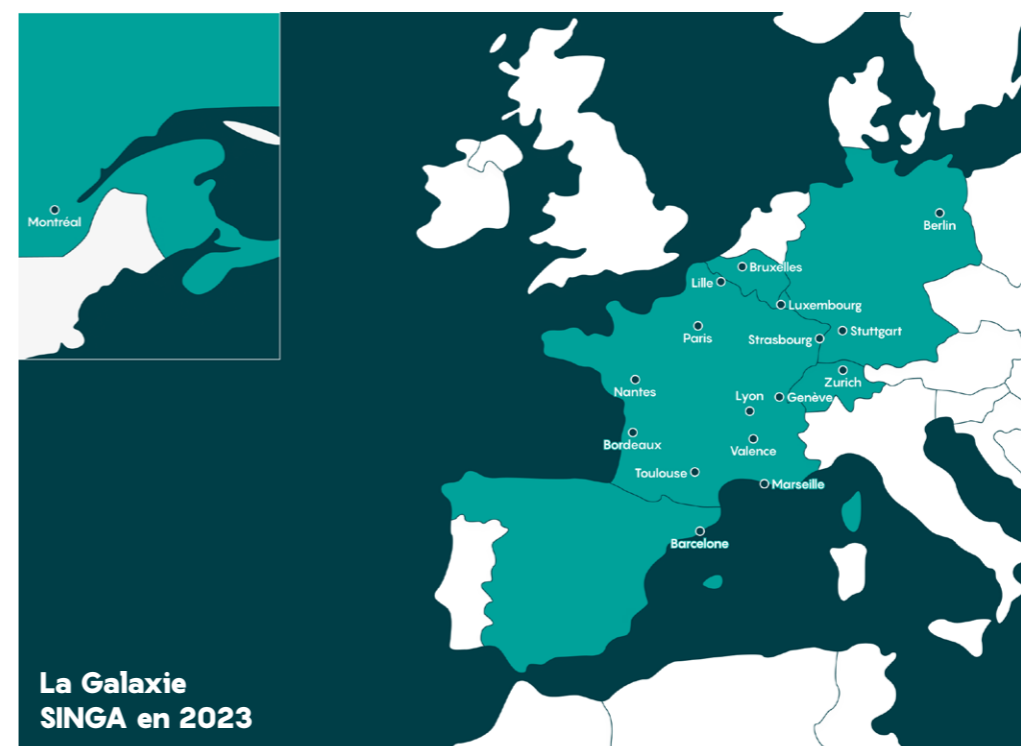 Montréal
Berlin
Bruxelles
Lille
Luxembourg
Paris
Strasbourg
Stuttgart
Zurich
Nantes
Lyon
Genève
Bordeaux
Valence
Toulouse
Marseille
Barcelone
La Galaxie
SINGA en 2023